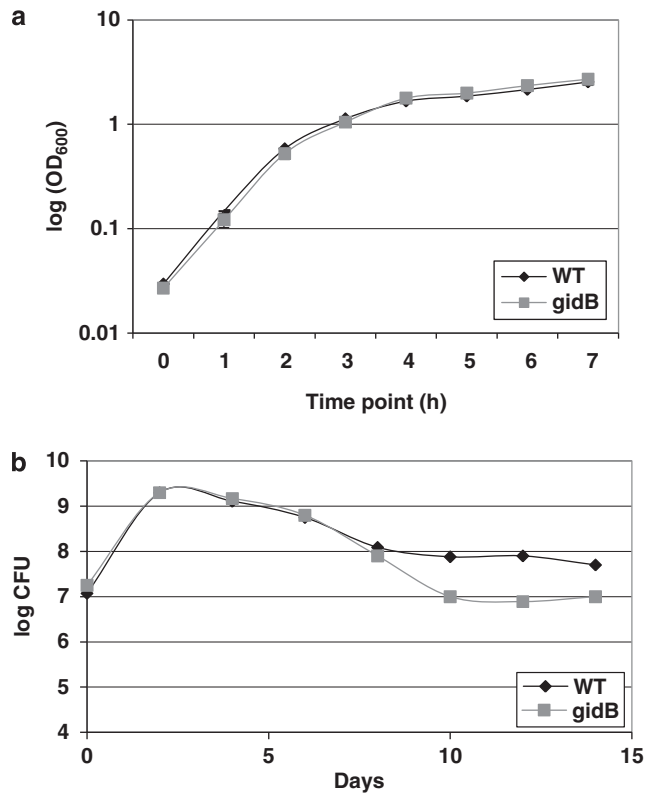 a
10
1
0.1
0.01
log (OD600)
WT
gidB
0 1 2 3 4 5 6 7
Time point (h)
b
10
9
8
7
6
5
4
log CFU
WT
gidB
0 5 10 15
Days